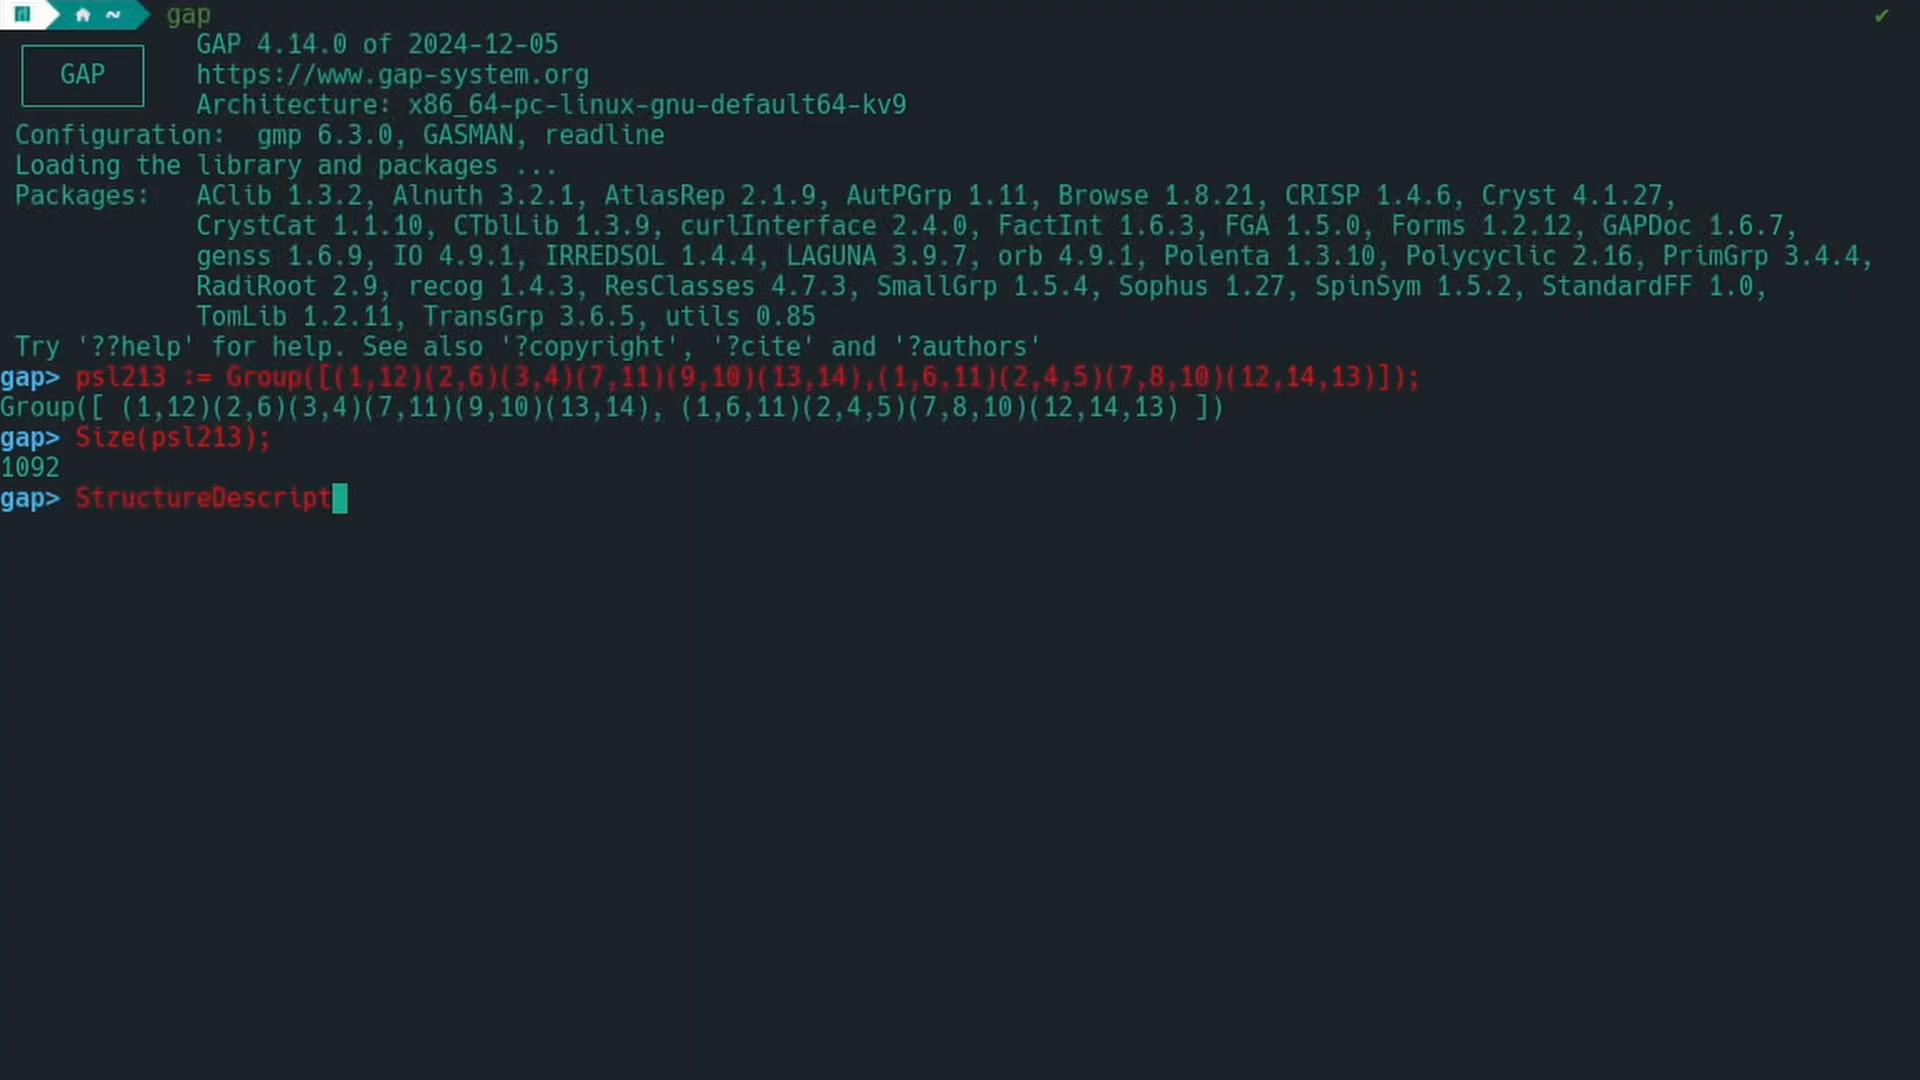 ~ gap
GAP 4.14.0 of 2024-12-05
GAP https://www.gap-system.org
Architecture: x86_64-pc-linux-gnu-default64-kv9
Configuration: gmp 6.3.0, GASMAN, readline
Loading the library and packages ...
Packages: AClib 1.3.2, Alnuth 3.2.1, AtlasRep 2.1.9, AutPGrp 1.11, Browse 1.8.21, CRISP 1.4.6, Cryst 4.1.27,
CrystCat 1.1.10, CTblLib 1.3.9, curlInterface 2.4.0, FactInt 1.6.3, FGA 1.5.0, Forms 1.2.12, GAPDoc 1.6.7,
genss 1.6.9, IO 4.9.1, IRREDSOL 1.4.4, LAGUNA 3.9.7, orb 4.9.1, Polenta 1.3.10, Polycyclic 2.16, PrimGrp 3.4.4,
RadiRoot 2.9, recog 1.4.3, ResClasses 4.7.3, SmallGrp 1.5.4, Sophus 1.27, SpinSym 1.5.2, StandardFF 1.0,
TomLib 1.2.11, TransGrp 3.6.5, utils 0.85
Try '??help' for help. See also '?copyright', '?cite' and '?authors'
gap> psl213 := Group([(1,12)(2,6)(3,4)(7,11)(9,10)(13,14),(1,6,11)(2,4,5)(7,8,10)(12,14,13)]);
Group([ (1,12)(2,6)(3,4)(7,11)(9,10)(13,14), (1,6,11)(2,4,5)(7,8,10)(12,14,13) ])
gap> Size(psl213);
1092
gap> StructureDescript